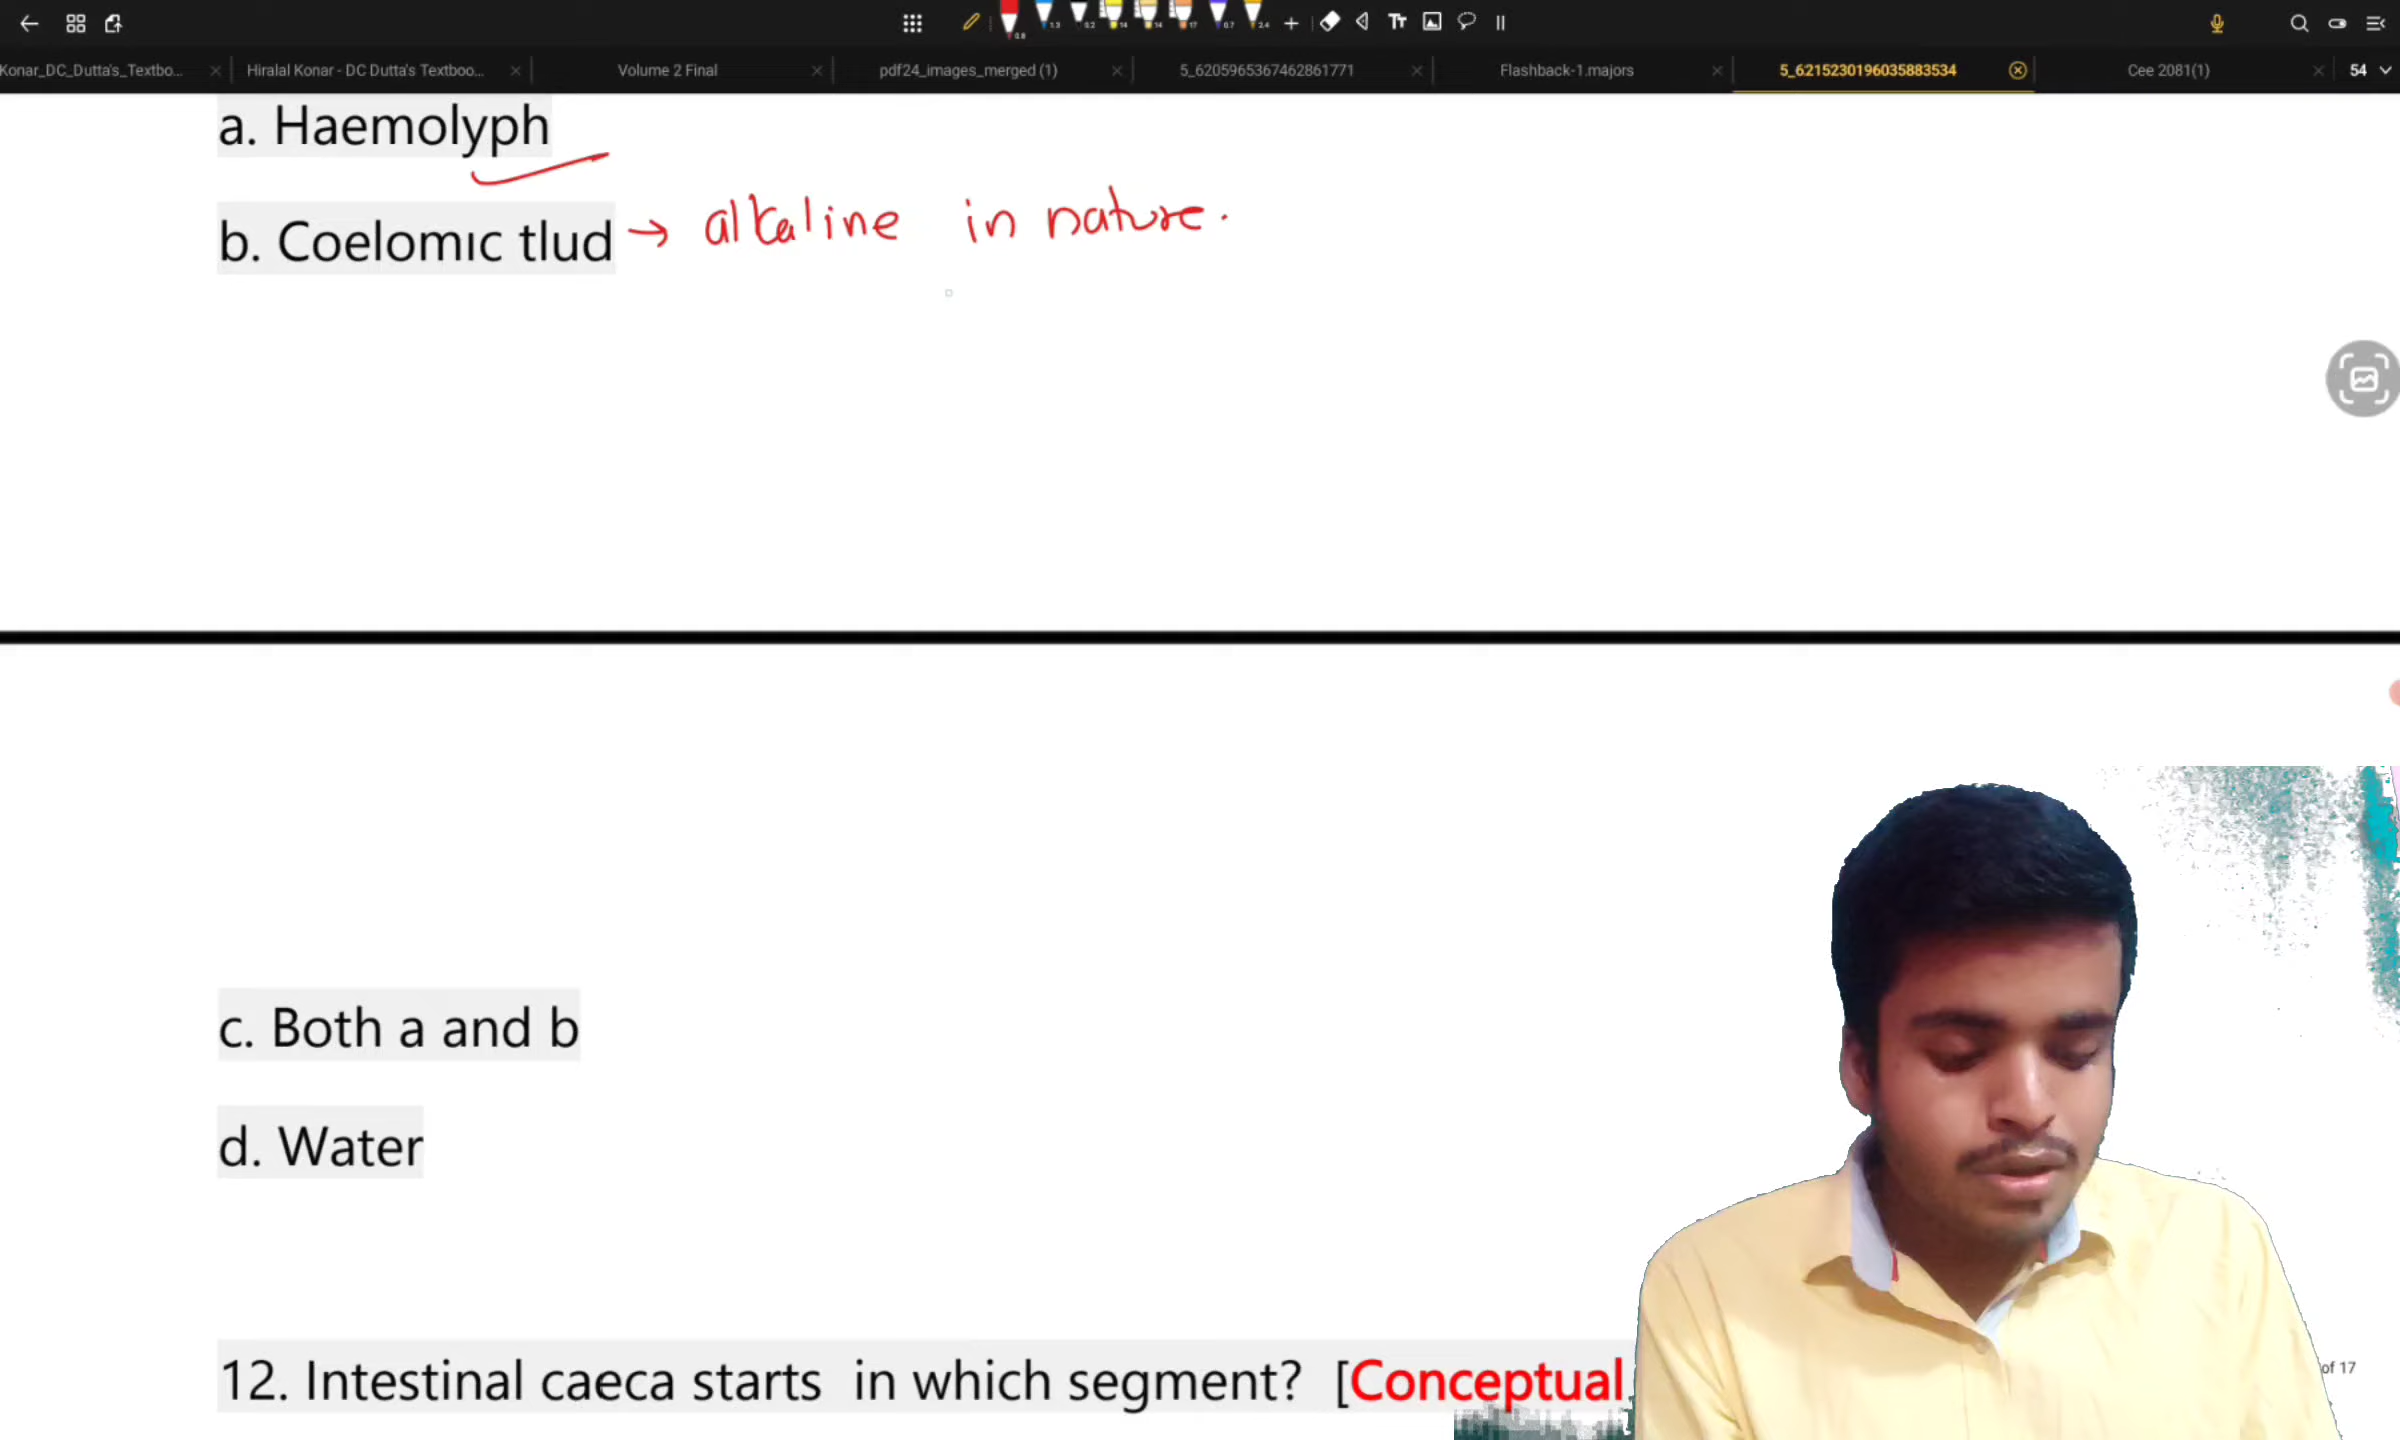 Konar_DC_Dutta's_Textbo...
Hiralal Konar - DC Dutta's Textboo...
Volume 2 Final
pdf24_images_merged (1)
5_6205965367462861771
Flashback-1.majors
5_6215230196035883534
Cee 2081(1)
54
a. Haemolyph
b. Coelomic tlud → alkaline in nature.
c. Both a and b
d. Water
12. Intestinal caeca starts in which segment? [Conceptual
of 17